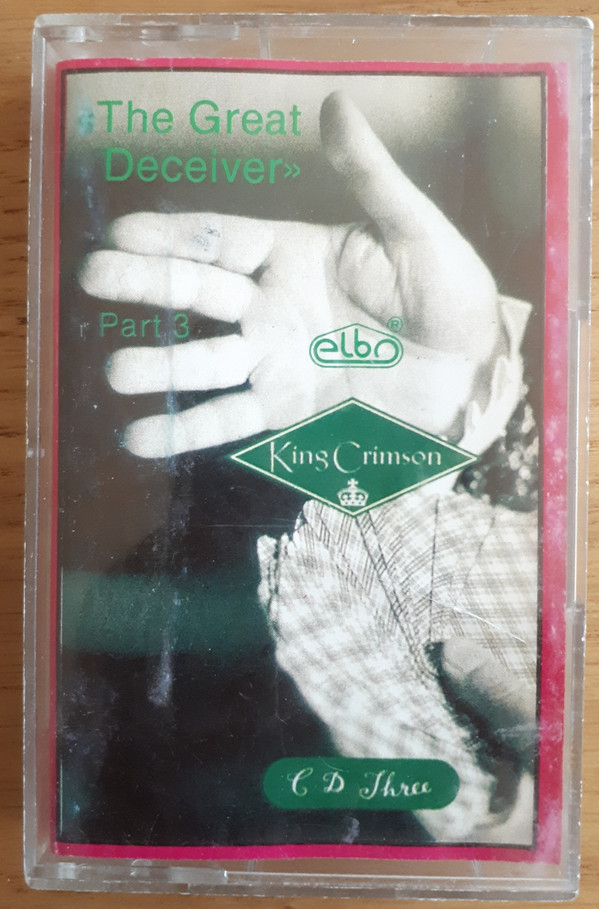 «The Great
Deceiver»
Part 3
elbo®
King Crimson
C D Three